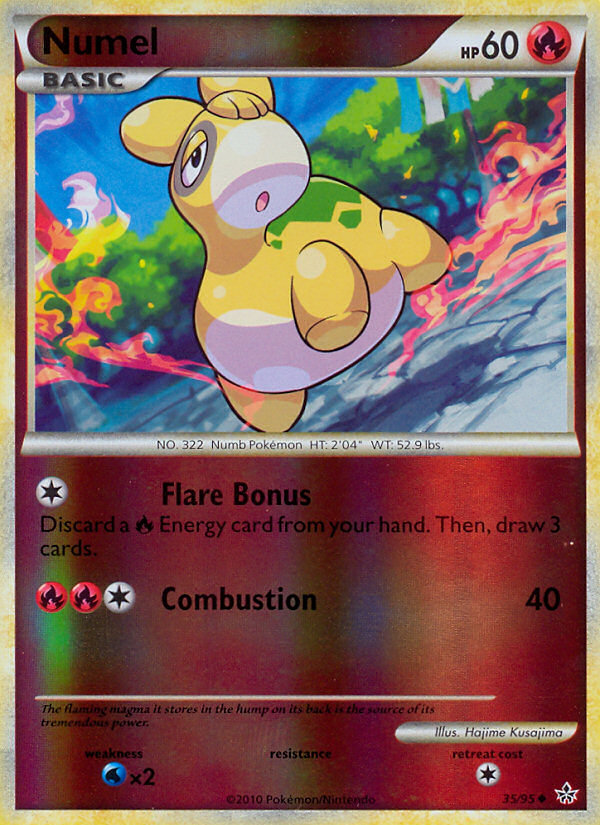 Numel
HP 60
BASIC
NO. 322 Numb Pokémon HT: 2'04" WT: 52.9 lbs.
Flare Bonus
Discard a Energy card from your hand. Then, draw 3
cards.
Combustion 40
The flaming magma it stores in the hump on its back is the source of its
tremendous power.
Illus. Hajime Kusajima
weakness resistance retreat cost
×2
©2010 Pokémon/Nintendo 35/95